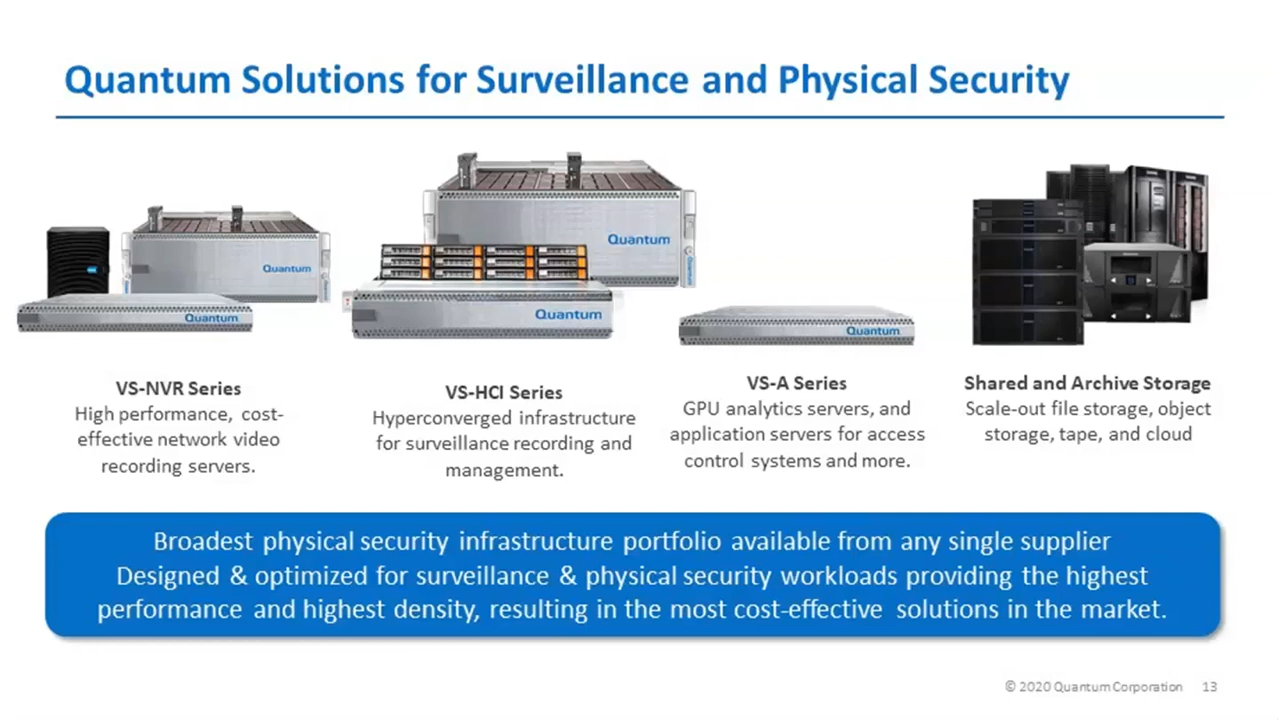 Quantum Solutions for Surveillance and Physical Security
Quantum
Quantum
Quantum
Quantum
Quantum
Quantum
VS-NVR Series
High performance, cost-
effective network video
recording servers.
VS-HCI Series
Hyperconverged infrastructure
for surveillance recording and
management.
VS-A Series
GPU analytics servers, and
application servers for access
control systems and more.
Shared and Archive Storage
Scale-out file storage, object
storage, tape, and cloud
Broadest physical security infrastructure portfolio available from any single supplier
Designed & optimized for surveillance & physical security workloads providing the highest
performance and highest density, resulting in the most cost-effective solutions in the market.
© 2020 Quantum Corporation 13